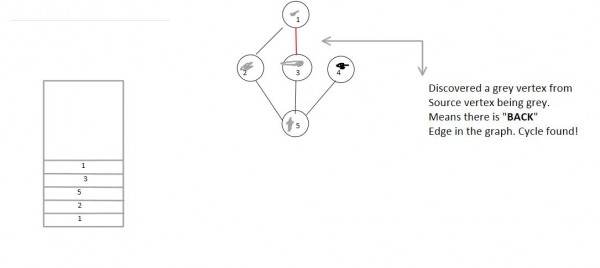 1
2
3
4
5
Discovered a grey vertex from
Source vertex being grey.
Means there is "BACK"
Edge in the graph. Cycle found!
1
3
5
2
1